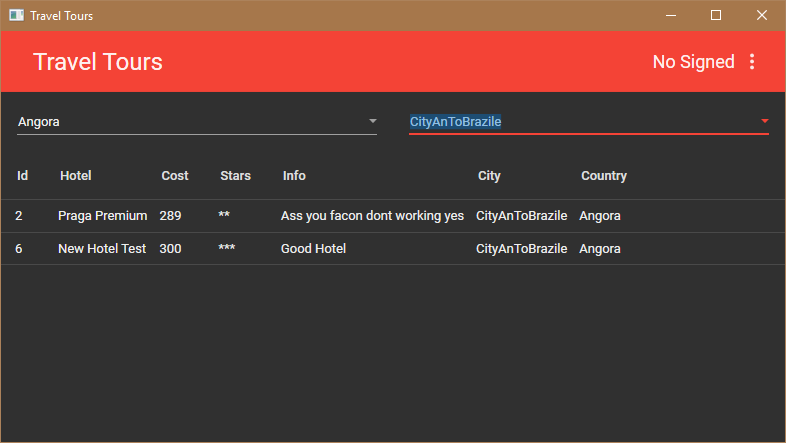 Travel Tours
Travel Tours No Signed
Angora CityAnToBrazile
Id Hotel Cost Stars Info City Country
2 Praga Premium 289 ** Ass you facon dont working yes CityAnToBrazile Angora
6 New Hotel Test 300 *** Good Hotel CityAnToBrazile Angora